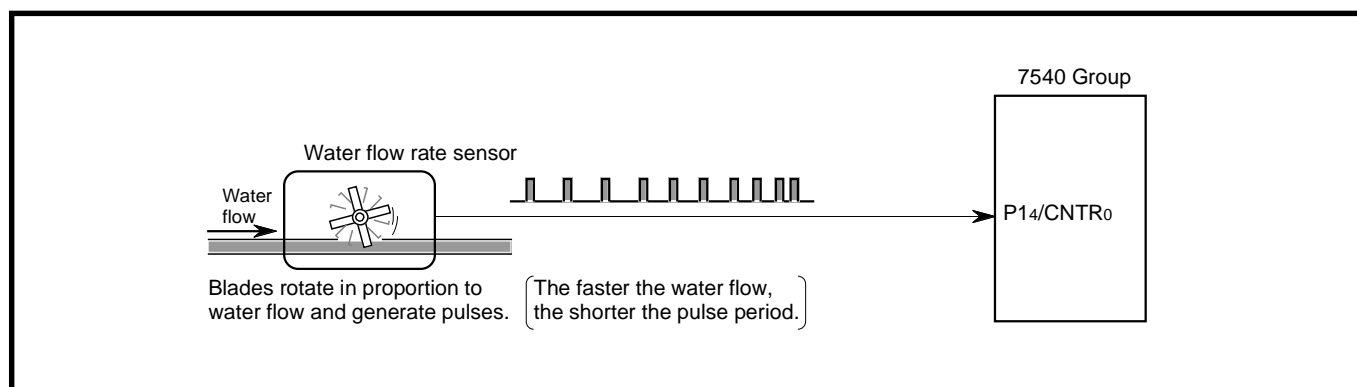 7540 Group
Water flow rate sensor
Water
flow
P14/CNTR0
Blades rotate in proportion to
water flow and generate pulses.
The faster the water flow,
the shorter the pulse period.